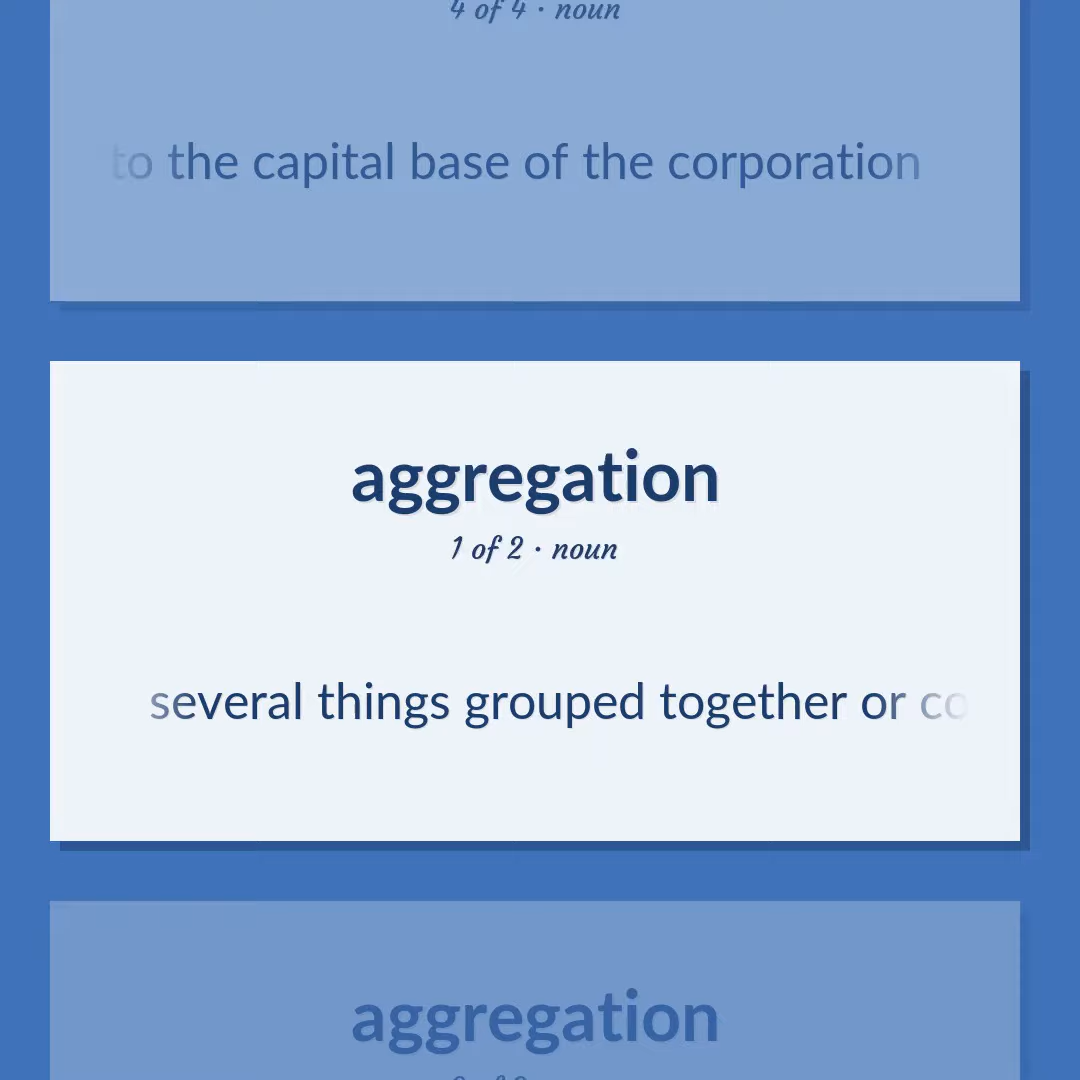 4 of 4 · noun
to the capital base of the corporation
aggregation
1 of 2 · noun
several things grouped together or co
aggregation